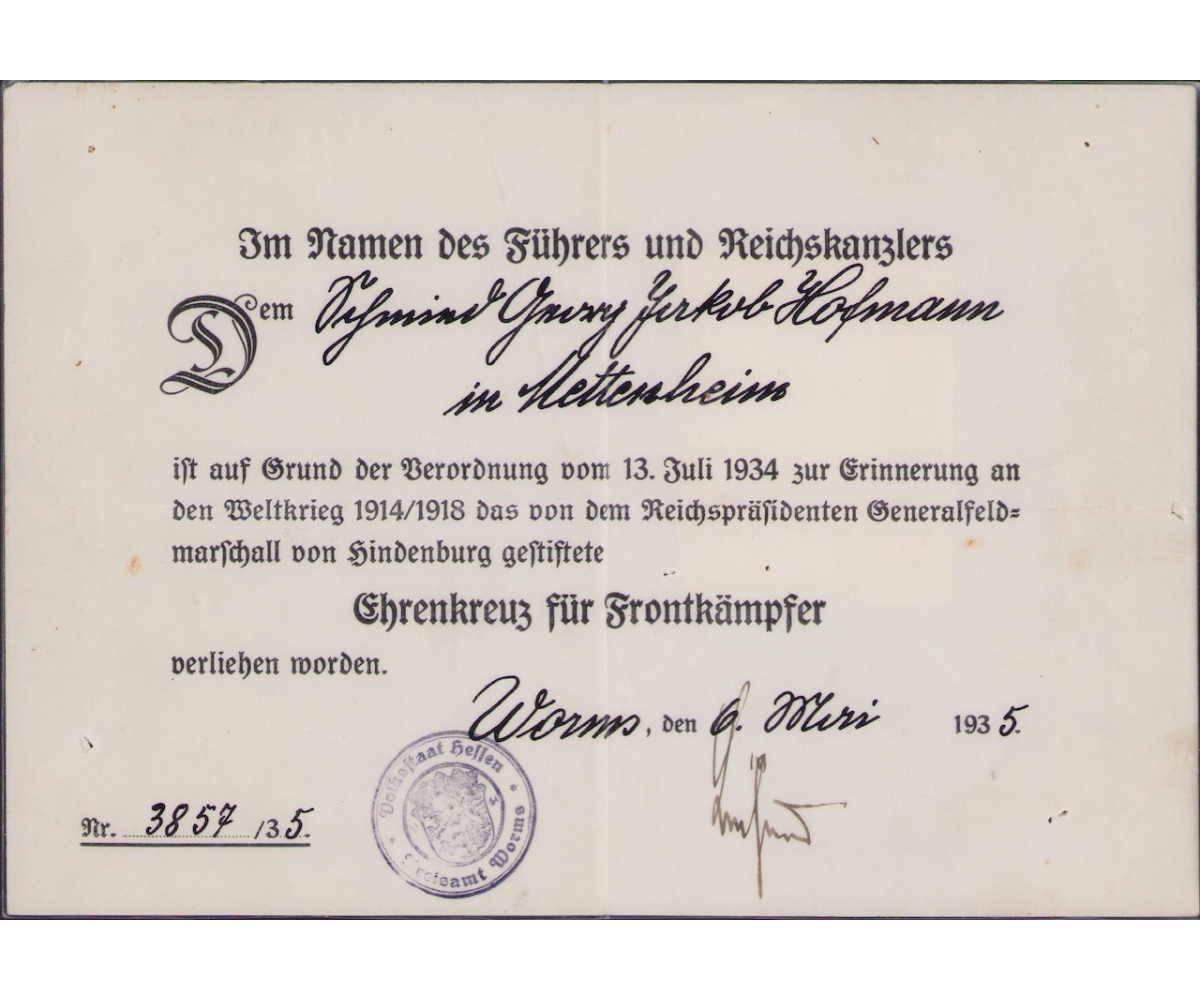 Im Namen des Führers und Reichskanzlers
Dem Schmied Georg Jakob Hofmann
in Mettenheim
ist auf Grund der Verordnung vom 13. Juli 1934 zur Erinnerung an
den Weltkrieg 1914/1918 das von dem Reichspräsidenten Generalfeld=
marschall von Hindenburg gestiftete
Ehrenkreuz für Frontkämpfer
verliehen worden.
Worms, den 6. Mai 1935.
Nr. 3857/35.
Volksstaat Hessen
Kreisamt Worms